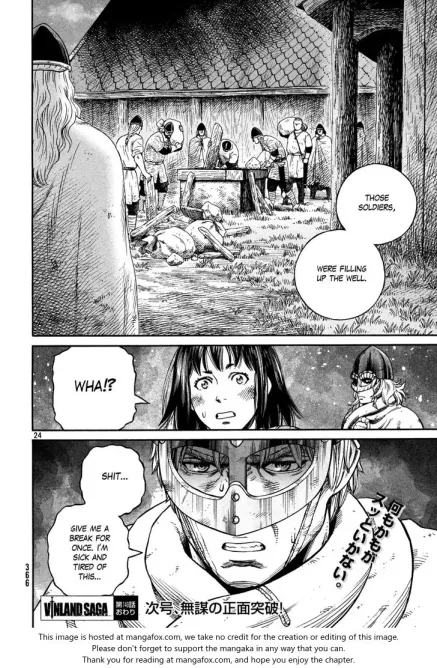 THOSE
SOLDIERS,
WERE FILLING
UP THE WELL.
WHA!?
24
SHIT...
GIVE ME A
BREAK FOR
ONCE. I'M
SICK AND
TIRED OF
THIS...
何もかもが
スッといかない。
366
VINLAND SAGA
おわり
次号、無謀の正面突破!
This image is hosted at mangafox.com, we take no credit for the creation or editing of this image.
Please don't forget to support the mangaka in any way that you can.
Thank you for reading at mangafox.com, and hope you enjoy the chapter.